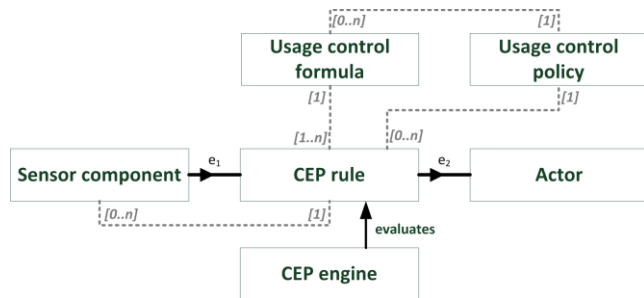 [0..n]
[1]
Usage control
formula
Usage control
policy
[1]
[1]
[1..n]
[0..n]
Sensor component
e₁
CEP rule
e₂
Actor
[0..n]
[1]
evaluates
CEP engine